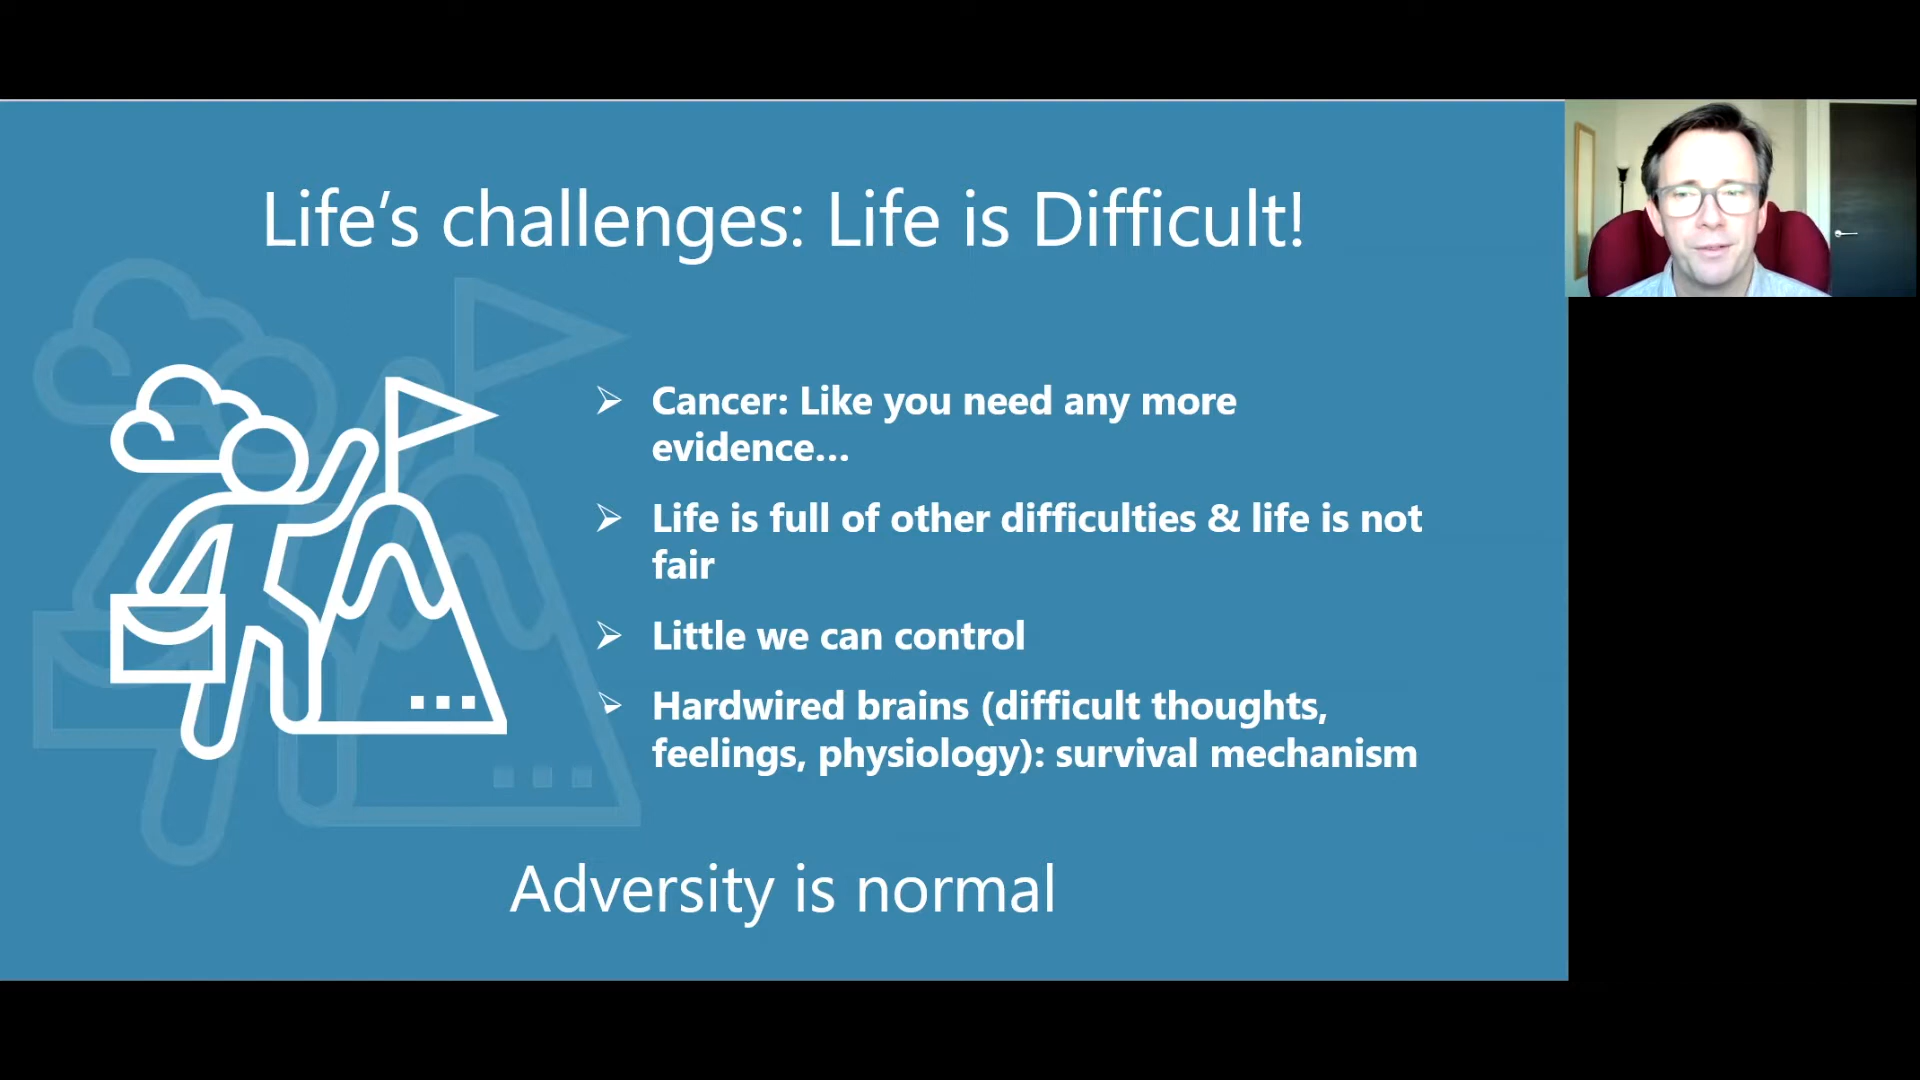 Life’s challenges: Life is Difficult!
Cancer: Like you need any more
evidence...
Life is full of other difficulties & life is not
fair
Little we can control
Hardwired brains (difficult thoughts,
feelings, physiology): survival mechanism
Adversity is normal